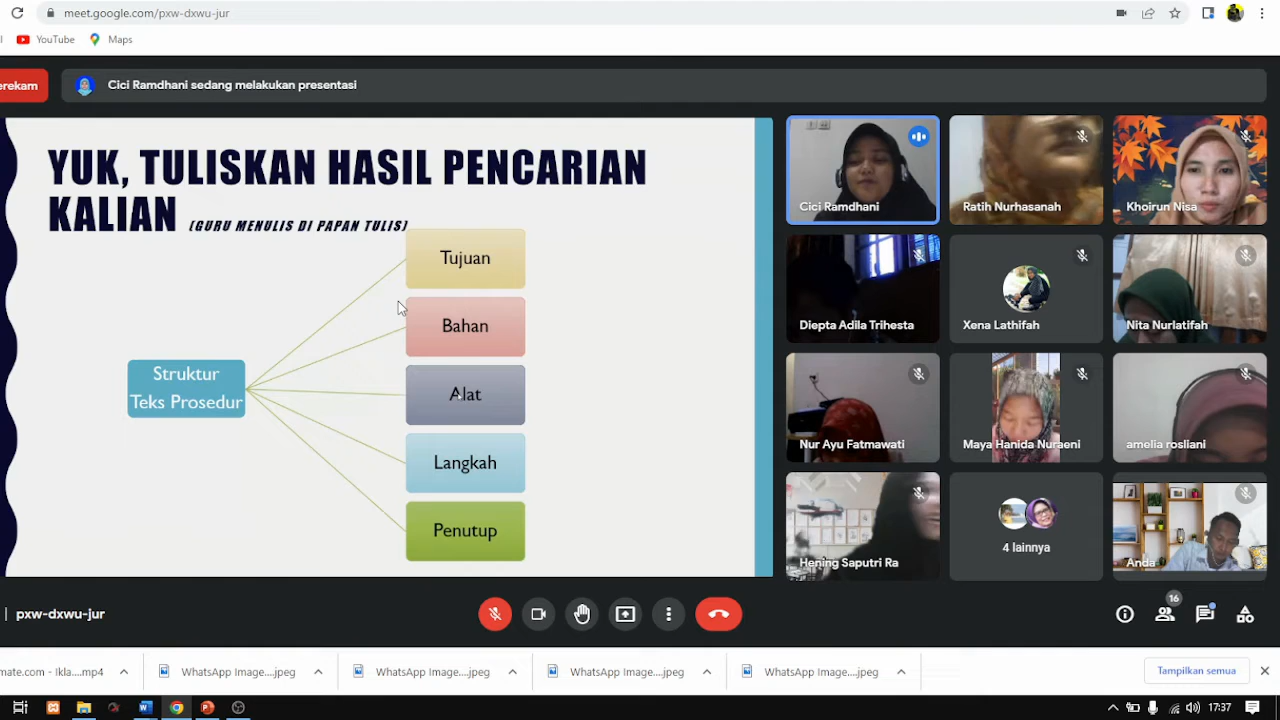 meet.google.com/pxw-dxwu-jur
YouTube
Maps
erekam
Cici Ramdhani sedang melakukan presentasi
YUK, TULISKAN HASIL PENCARIAN
KALIAN (GURU MENULIS DI PAPAN TULIS)
Tujuan
Bahan
Struktur
Teks Prosedur
Alat
Langkah
Penutup
Cici Ramdhani
Ratih Nurhasanah
Khoirun Nisa
Diepta Adila Trihesta
Xena Lathifah
Nita Nurlatifah
Nur Ayu Fatmawati
Maya Hanida Nuraeni
amelia rosliani
Hening Saputri Ra
4 lainnya
Anda
pxw-dxwu-jur
16
mate.com - Ikla....mp4
WhatsApp Image....jpeg
WhatsApp Image....jpeg
WhatsApp Image....jpeg
WhatsApp Image....jpeg
Tampilkan semua
17:37